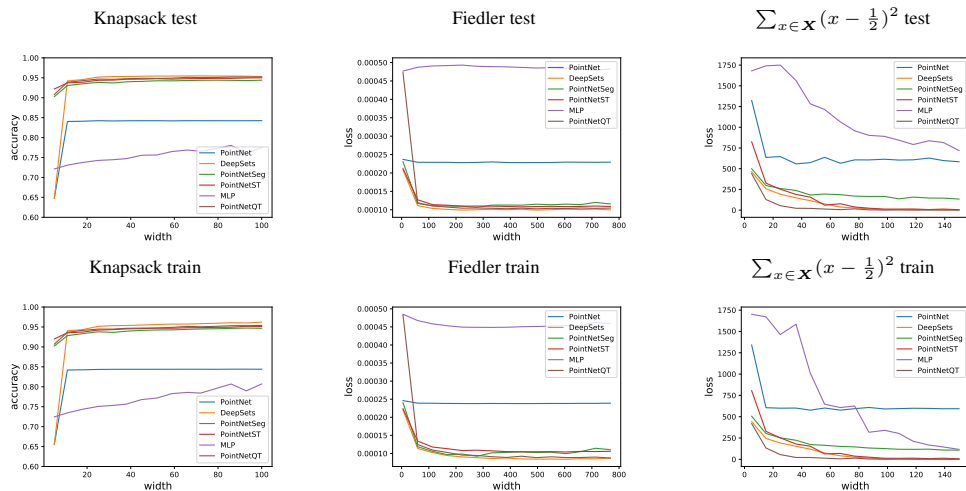 Knapsack test
Fiedler test
∑_{x∈X}(x − 1/2)^2 test
1.00
0.95
0.90
0.85
0.80
0.75
0.70
0.65
0.60
accuracy
20
40
60
80
100
width
PointNet
DeepSets
PointNetSeg
PointNetST
MLP
PointNetQT
0.00050
0.00045
0.00040
0.00035
0.00030
0.00025
0.00020
0.00015
0.00010
loss
0
100
200
300
400
500
600
700
800
width
PointNet
DeepSets
PointNetSeg
PointNetST
MLP
PointNetQT
1750
1500
1250
1000
750
500
250
0
loss
0
20
40
60
80
100
120
140
width
PointNet
DeepSets
PointNetSeg
PointNetST
MLP
PointNetQT
Knapsack train
Fiedler train
∑_{x∈X}(x − 1/2)^2 train
1.00
0.95
0.90
0.85
0.80
0.75
0.70
0.65
0.60
accuracy
20
40
60
80
100
width
PointNet
DeepSets
PointNetSeg
PointNetST
MLP
PointNetQT
0.00050
0.00045
0.00040
0.00035
0.00030
0.00025
0.00020
0.00015
0.00010
loss
0
100
200
300
400
500
600
700
800
width
PointNet
DeepSets
PointNetSeg
PointNetST
MLP
PointNetQT
1750
1500
1250
1000
750
500
250
0
loss
0
20
40
60
80
100
120
140
width
PointNet
DeepSets
PointNetSeg
PointNetST
MLP
PointNetQT